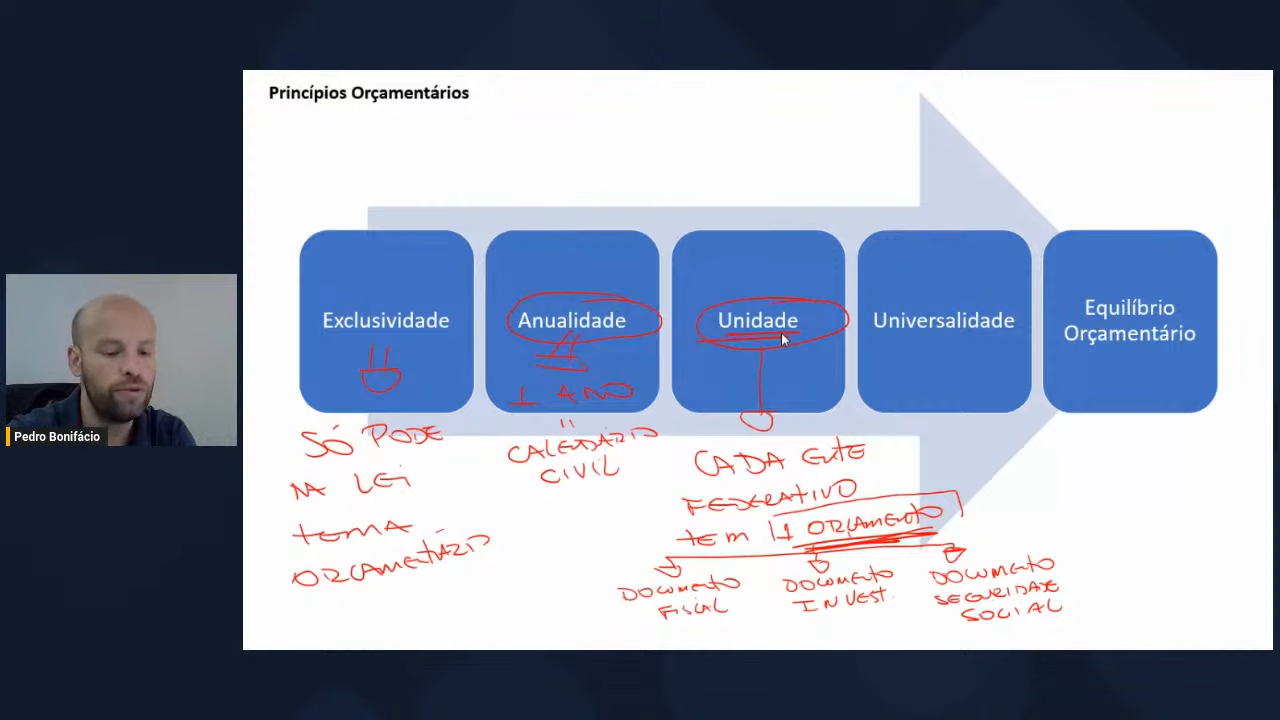 Princípios Orçamentários
Exclusividade
Anualidade
Unidade
Universalidade
Equilíbrio
Orçamentário
1 ANO
CALENDÁRIO
CIVIL
SÓ PODE
NA LEI
TEMA
ORÇAMENTÁRIO
CADA ENTE
FEDERATIVO
TEM 1 ORÇAMENTO
DOCUMENTO
FISCAL
DOCUMENTO
INVEST.
DOCUMENTO
SEGURIDADE
SOCIAL
Pedro Bonifácio